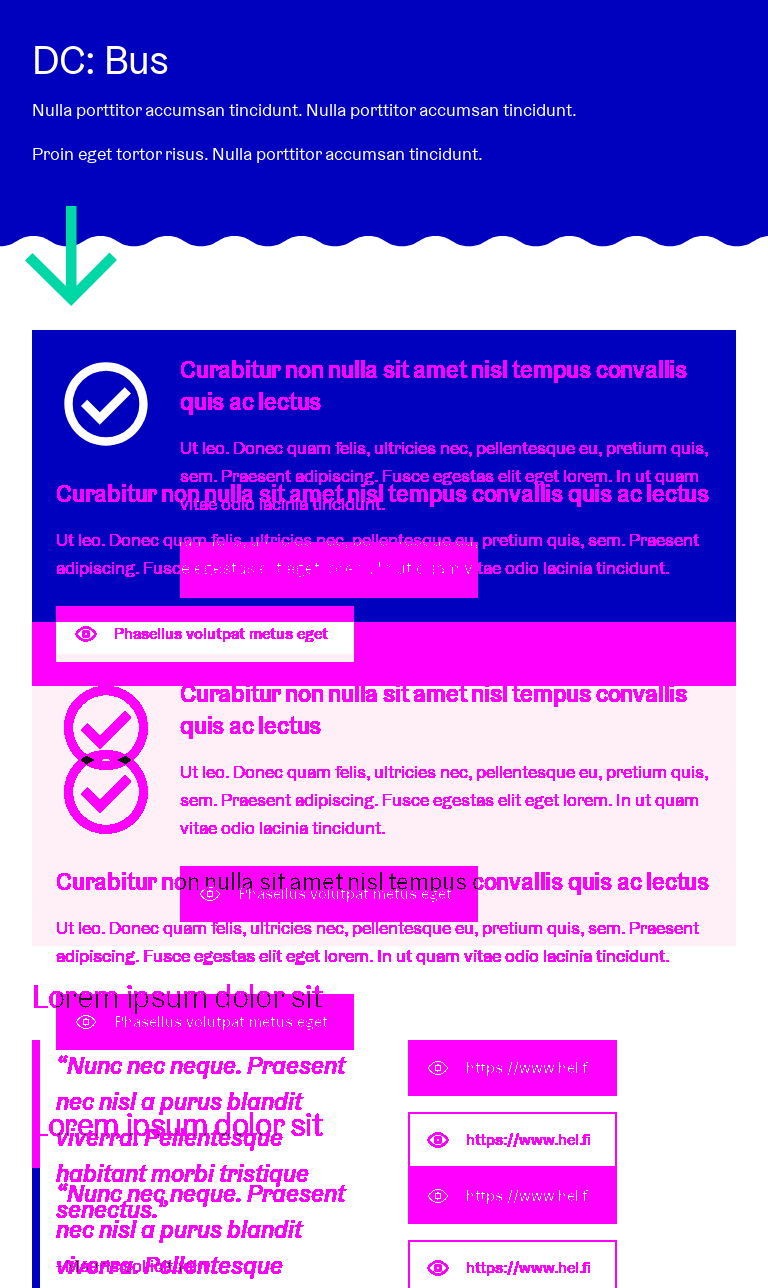 DC: Bus
Nulla porttitor accumsan tincidunt. Nulla porttitor accumsan tincidunt.
Proin eget tortor risus. Nulla porttitor accumsan tincidunt.
Curabitur non nulla sit amet nisl tempus convallis
quis ac lectus
Ut leo. Donec quam felis, ultricies nec, pellentesque eu, pretium quis,
sem. Praesent adipiscing. Fusce egestas elit eget lorem. In ut quam
Curabitur non nulla sit amet nisl tempus convallis quis ac lectus
vitae odio lacinia tincidunt.
Ut leo. Donec quam felis, ultricies nec, pellentesque eu, pretium quis, sem. Praesent
adipiscing. Fusce egestas elit eget lorem. In ut quam vitae odio lacinia tincidunt.
Phasellus volutpat metus eget
Curabitur non nulla sit amet nisl tempus convallis
quis ac lectus
Ut leo. Donec quam felis, ultricies nec, pellentesque eu, pretium quis,
sem. Praesent adipiscing. Fusce egestas elit eget lorem. In ut quam
vitae odio lacinia tincidunt.
Curabitur non nulla sit amet nisl tempus convallis quis ac lectus
Phasellus volutpat metus eget
Ut leo. Donec quam felis, ultricies nec, pellentesque eu, pretium quis, sem. Praesent
adipiscing. Fusce egestas elit eget lorem. In ut quam vitae odio lacinia tincidunt.
Lorem ipsum dolor sit
Phasellus volutpat metus eget
“Nunc nec neque. Praesent
nec nisl a purus blandit
viverra. Pellentesque
habitant morbi tristique
senectus.”
https://www.hel.fi
https://www.hel.fi
Lorem ipsum dolor sit
“Nunc nec neque. Praesent
nec nisl a purus blandit
viverra. Pellentesque
https://www.hel.fi
https://www.hel.fi